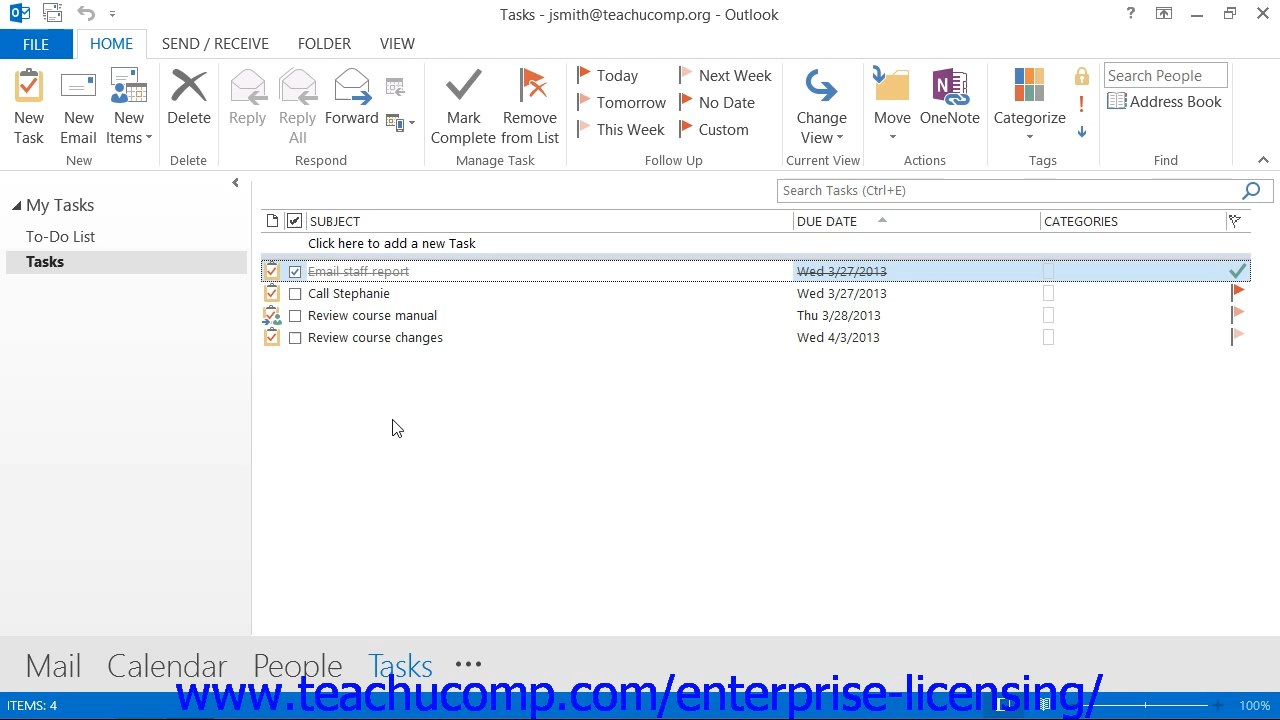 Tasks - jsmith@teachucomp.org - Outlook
?
FILE HOME SEND / RECEIVE FOLDER VIEW
New Task
New Email
New Items
New
Delete
Delete
Reply
Reply All
Forward
Respond
Mark Complete
Remove from List
Manage Task
Today
Tomorrow
This Week
Next Week
No Date
Custom
Follow Up
Change View
Current View
Move
OneNote
Actions
Categorize
Tags
Search People
Address Book
Find
My Tasks
To-Do List
Tasks
Search Tasks (Ctrl+E)
SUBJECT DUE DATE CATEGORIES
Click here to add a new Task
Email staff report Wed 3/27/2013
Call Stephanie Wed 3/27/2013
Review course manual Thu 3/28/2013
Review course changes Wed 4/3/2013
Mail Calendar People Tasks •••
www.teachucomp.com/enterprise-licensing/
ITEMS: 4
100%